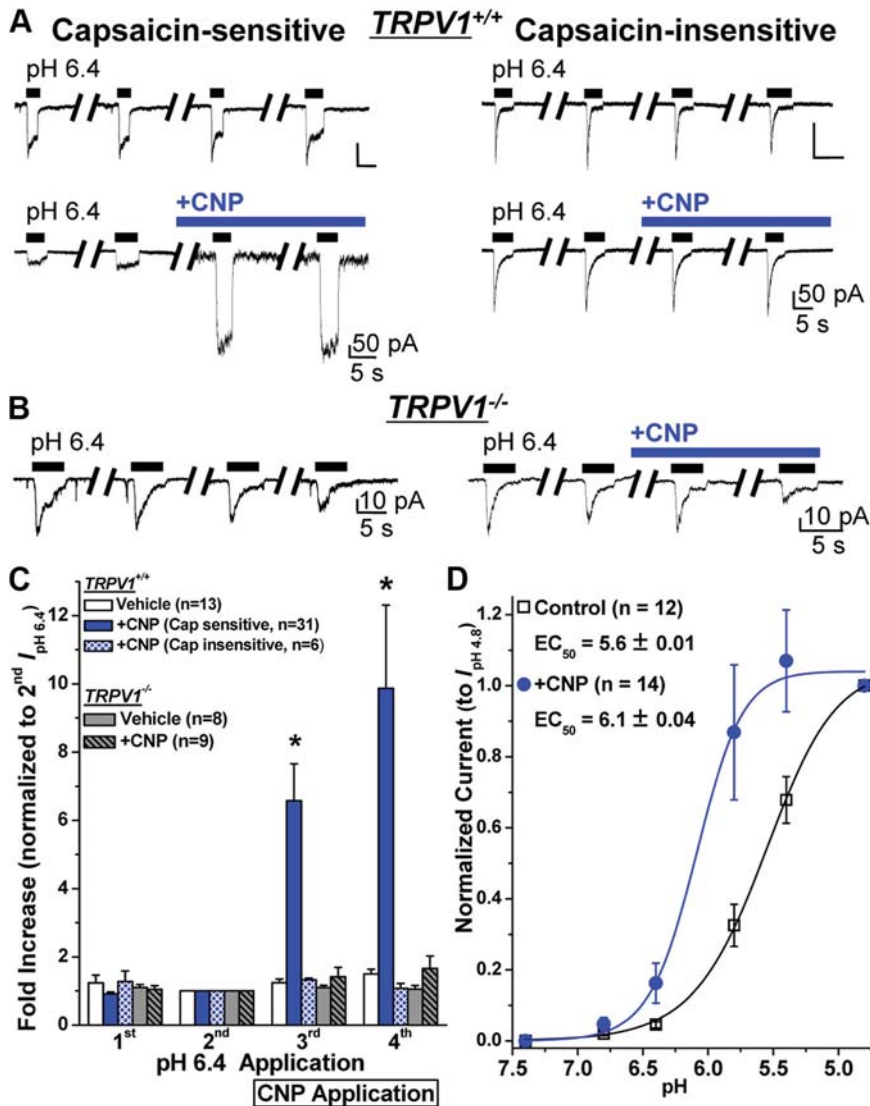 A
Capsaicin-sensitive TRPV1+/+ Capsaicin-insensitive
pH 6.4
pH 6.4
+CNP
pH 6.4
50 pA
5 s
+CNP
pH 6.4
50 pA
5 s
B
TRPV1-/-
pH 6.4
10 pA
5 s
+CNP
pH 6.4
10 pA
5 s
C
Fold Increase (normalized to 2nd I pH 6.4)
12
10
8
6
4
2
1
TRPV1+/+
Vehicle (n=13)
+CNP (Cap sensitive, n=31)
+CNP (Cap insensitive, n=6)
TRPV1-/-
Vehicle (n=8)
+CNP (n=9)
*
*
1st 2nd 3rd 4th
pH 6.4 Application
CNP Application
D
Normalized Current (to I pH 4.8)
1.2
1.0
0.8
0.6
0.4
0.2
0.0
Control (n = 12)
EC50 = 5.6 ± 0.01
+CNP (n = 14)
EC50 = 6.1 ± 0.04
7.5 7.0 6.5 6.0 5.5 5.0
pH